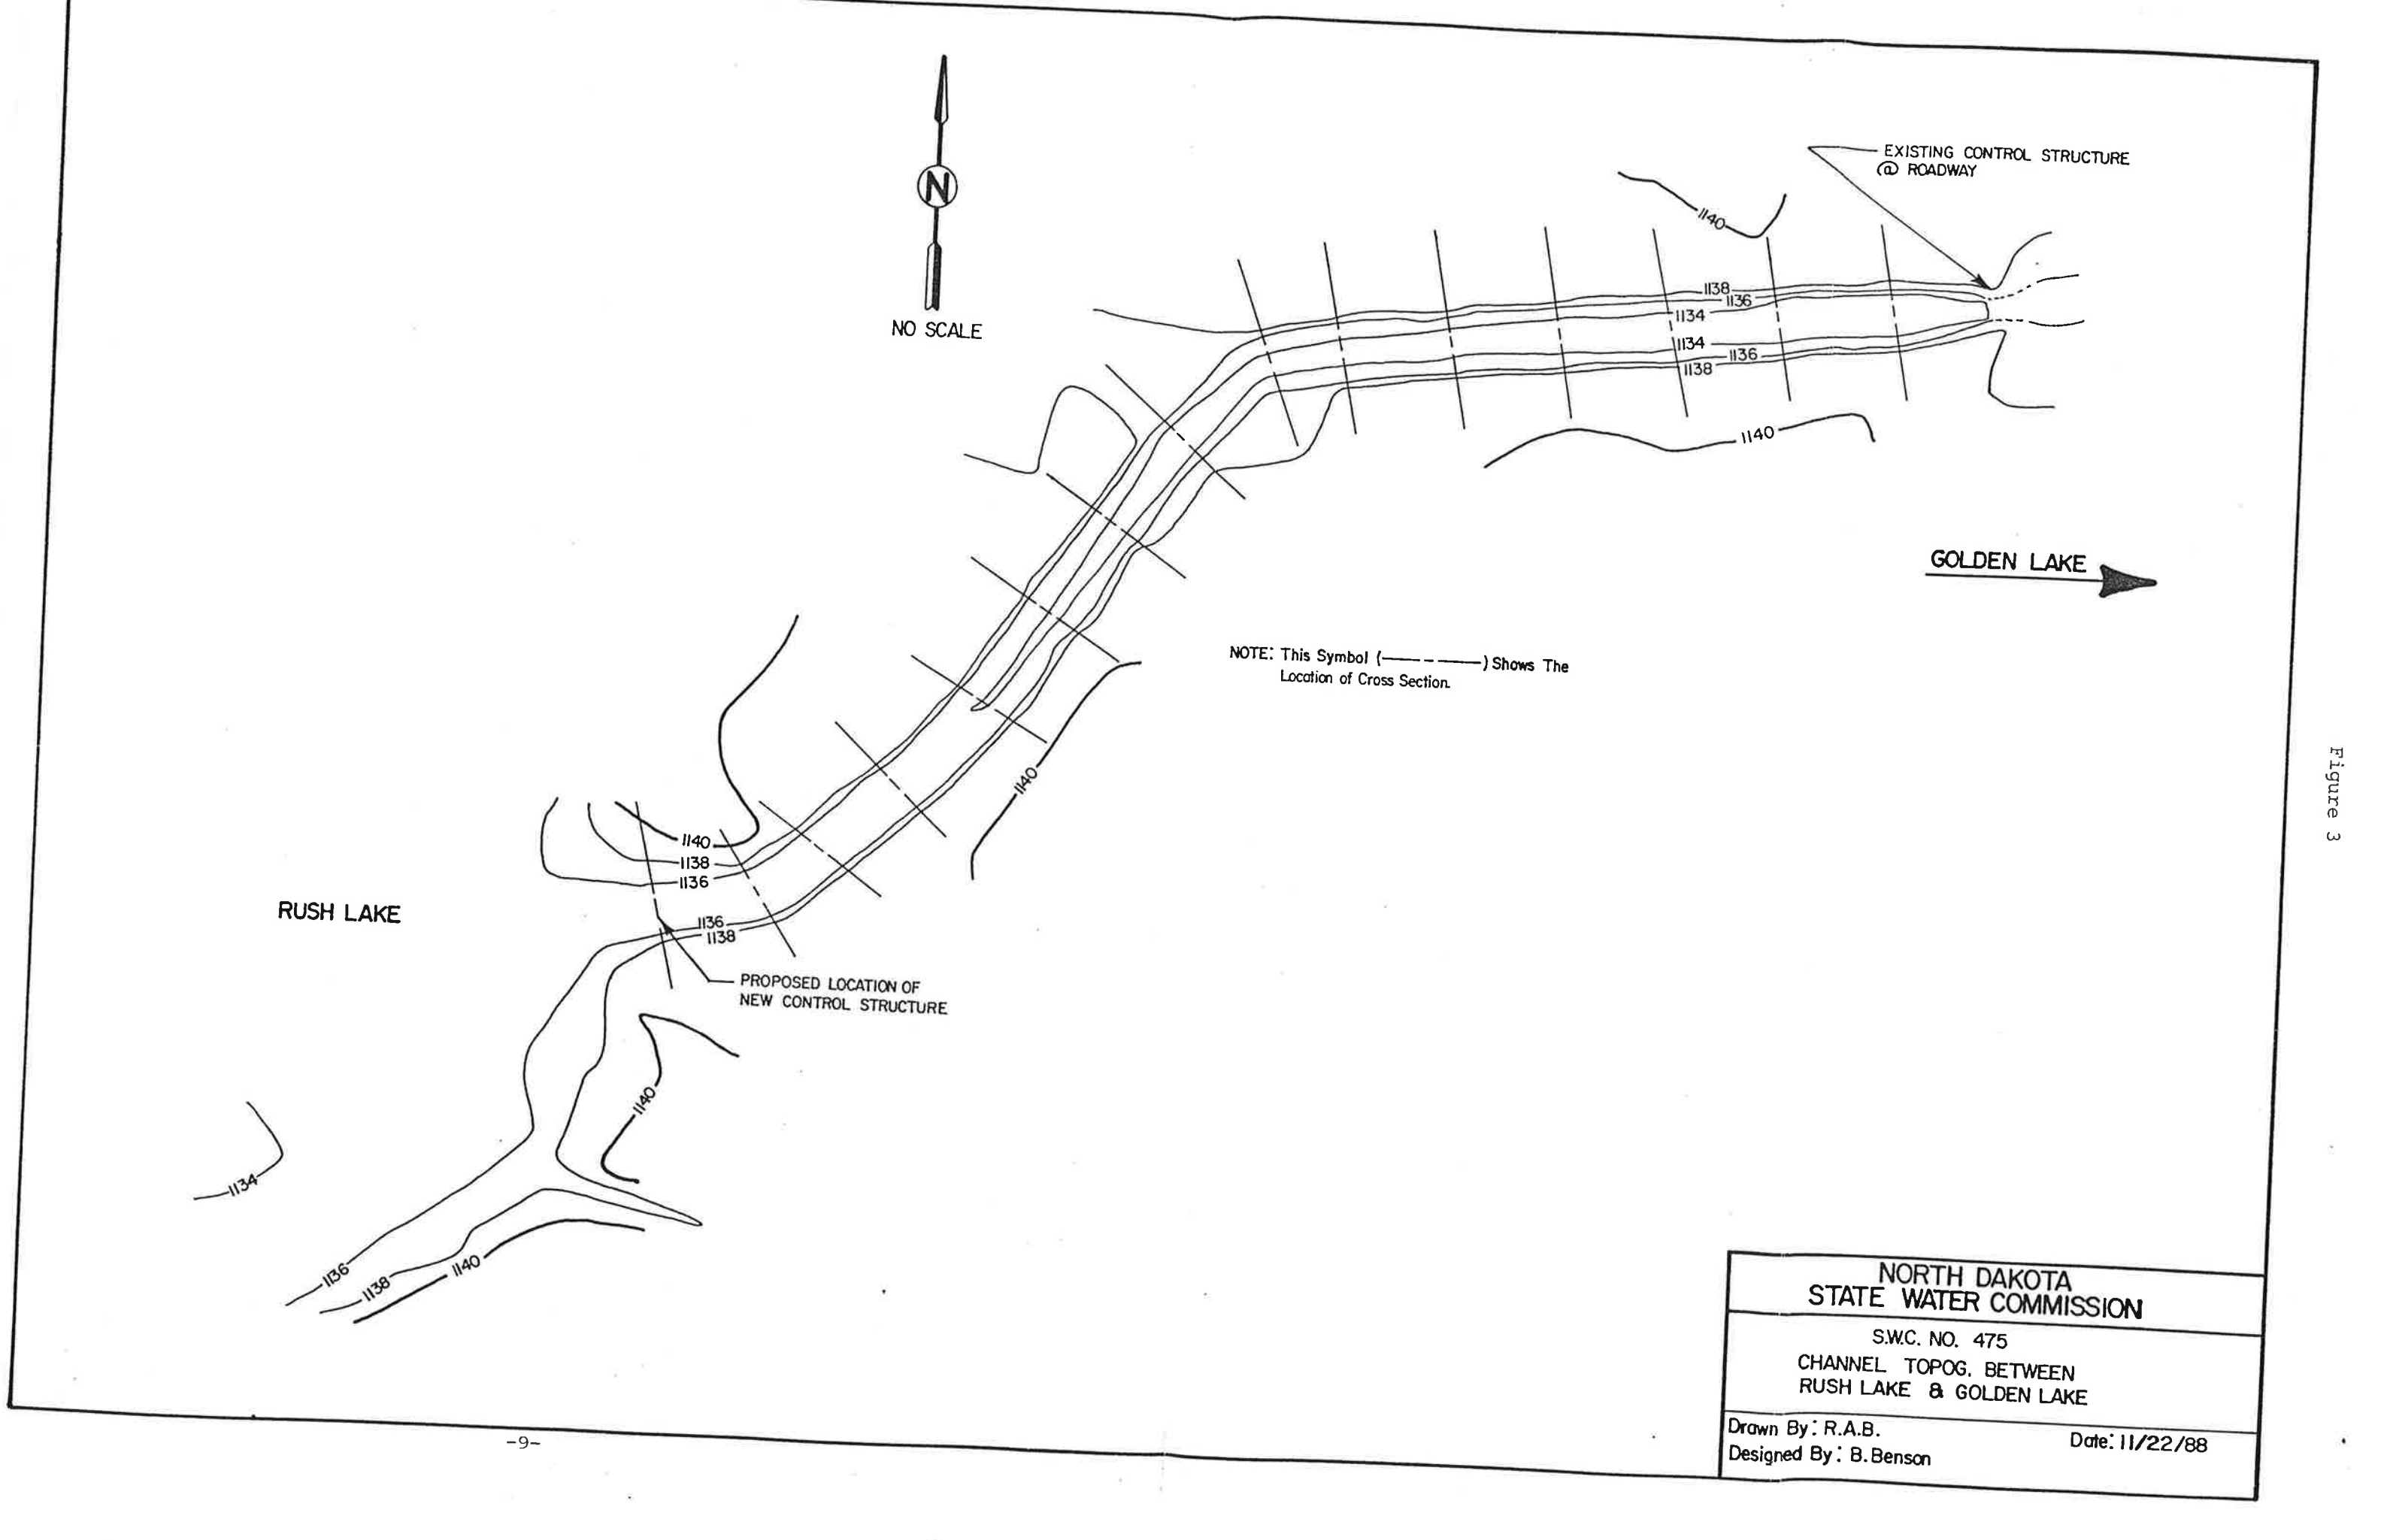 EXISTING CONTROL STRUCTURE
@ ROADWAY
N
NO SCALE
1140
1138
1136
1134
1134
1136
1138
1140
GOLDEN LAKE
NOTE: This Symbol (—— – – ——) Shows The
Location of Cross Section.
1140
1140
1138
1136
RUSH LAKE
1136
1138
PROPOSED LOCATION OF
NEW CONTROL STRUCTURE
1140
1134
1136
1138
1140
Figure 3
NORTH DAKOTA
STATE WATER COMMISSION
S.W.C. NO. 475
CHANNEL TOPOG. BETWEEN
RUSH LAKE & GOLDEN LAKE
Drawn By: R.A.B.
Date: 11/22/88
Designed By: B. Benson
-9-